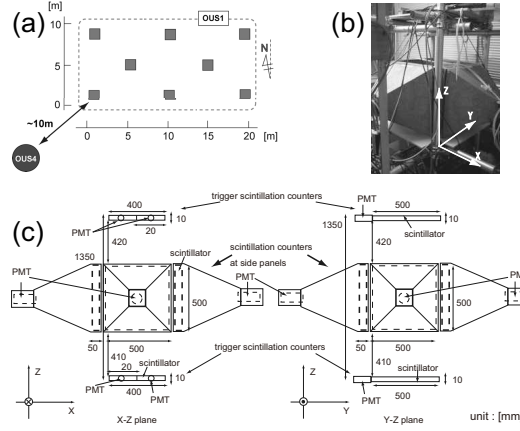 (a)
[m]
10
5
0
OUS1
N
~10m
OUS4
0 5 10 15 20 [m]
(b)
Z
Y
X
(c)
400
trigger scintillation counters
500
PMT
PMT
20
10
1350
scintillator
10
420
420
1350
scintillator
scintillation counters
at side panels
PMT
PMT
PM
500
500
50
500
50
500
410
410
20
scintillator
trigger scintillation counters
scintillator
PMT
PMT
400
10
PMT
500
10
Z
X
X-Z plane
Z
Y
Y-Z plane
unit : [mm